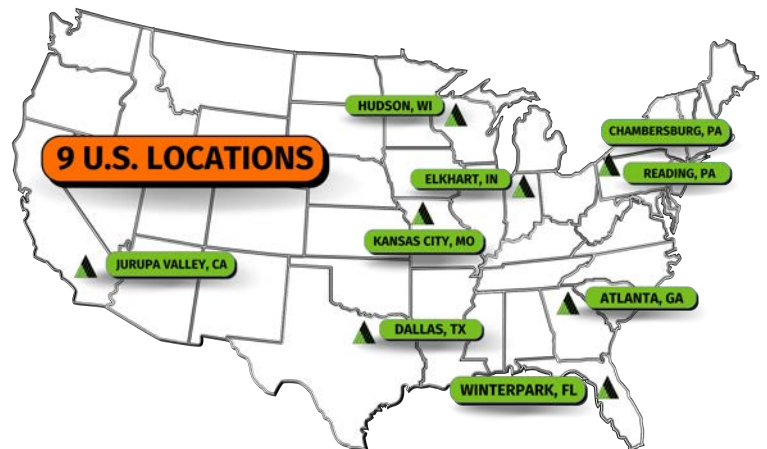 HUDSON, WI
CHAMBERSBURG, PA
9 U.S. LOCATIONS
ELKHART, IN
READING, PA
KANSAS CITY, MO
JURUPA VALLEY, CA
ATLANTA, GA
DALLAS, TX
WINTERPARK, FL